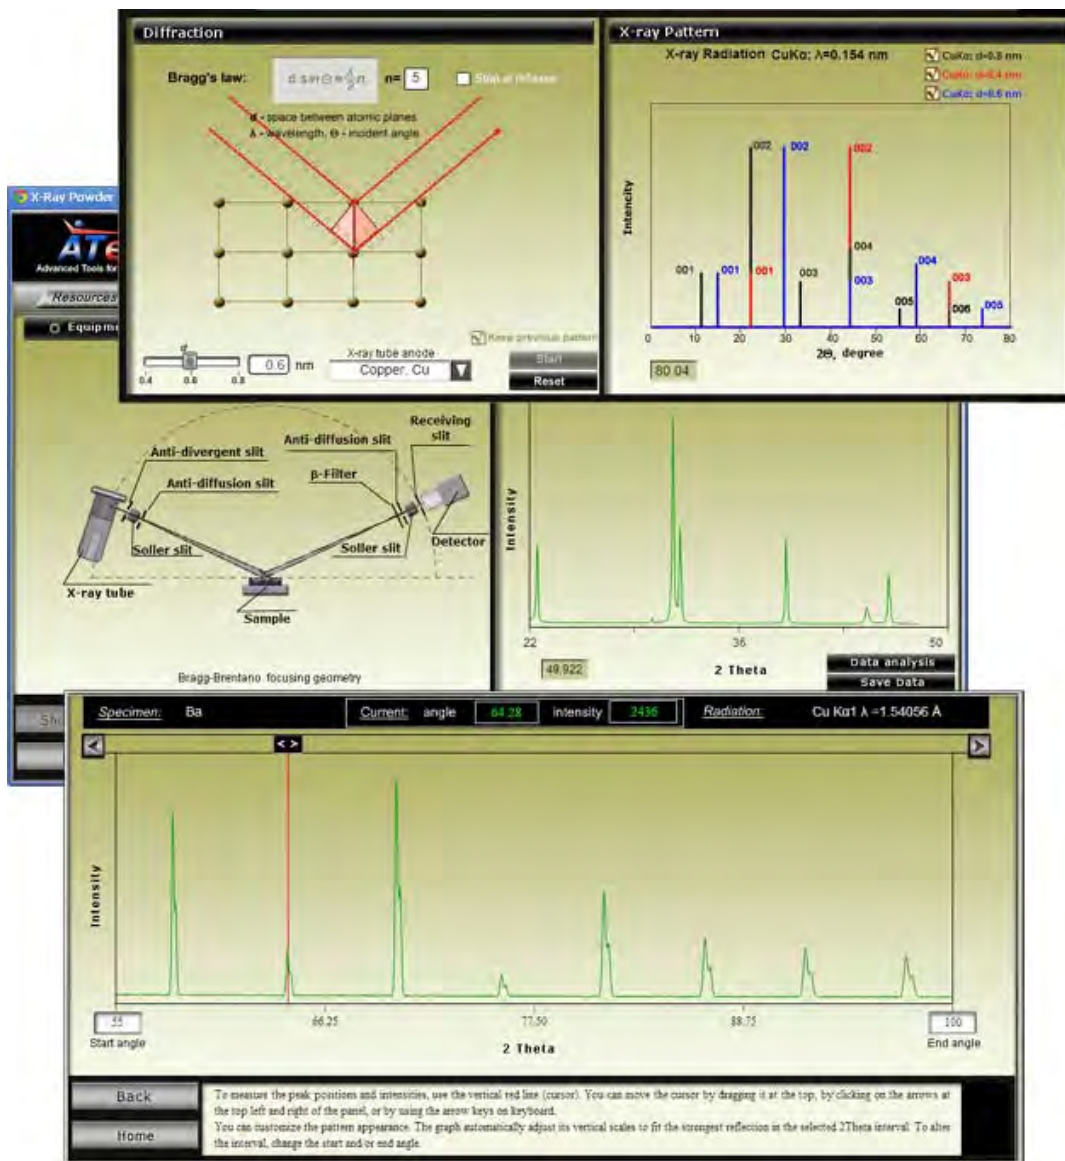 Diffraction
Bragg's law:
n= 5
d - space between atomic planes
λ - wavelength, Θ - incident angle
d
0.4 0.6 0.8
0.6 nm
X-ray tube anode
Copper, Cu
Keep previous pattern
Start
Reset
X-ray Pattern
X-ray Radiation CuKα; λ=0.154 nm
CuKα; d=0.4 nm
CuKα; d=0.6 nm
Intencity
002
002
002
004
004
001
001
001
003
003
003
005
006
005
0 10 20 30 40 50 60 70 80
2Θ, degree
80.04
X-Ray Powder
Advanced Tools for
Resources
Equipme
Anti-divergent slit
Anti-diffusion slit
Soller slit
X-ray tube
Anti-diffusion slit
β-Filter
Receiving
slit
Soller slit
Detector
Sample
Bragg-Brentano focusing geometry
Intensity
22 36 50
49.922
2 Theta
Data analysis
Save Data
Specimen: Ba
Current: angle 64.28 intensity 2436
Radiation: Cu Kα1 λ =1.54056 Å
< >
Intensity
55 66.25 77.50 88.75 100
Start angle
End angle
2 Theta
Back
Home
To measure the peak positions and intensities, use the vertical red line (cursor). You can move the cursor by dragging it at the top, by clicking on the arrows at
the top left and right of the panel, or by using the arrow keys on keyboard.
You can customize the pattern appearance. The graph automatically adjust its vertical scales to fit the strongest reflection in the selected 2Theta interval. To alter
the interval, change the start and or end angle.